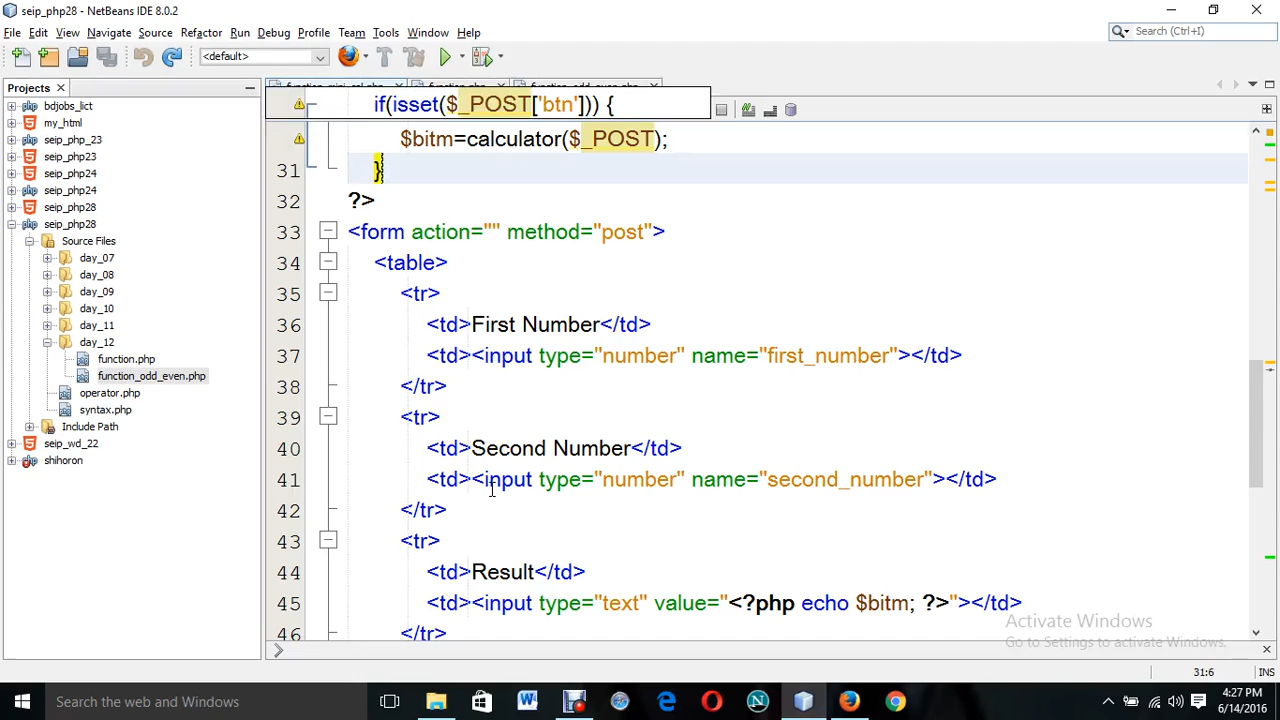 seip_php28 - NetBeans IDE 8.0.2
File Edit View Navigate Source Refactor Run Debug Profile Team Tools Window Help
Search (Ctrl+I)
<default>
Projects
bdjobs_lict
my_html
seip_php_23
seip_php23
seip_php24
seip_php24
seip_php28
seip_php28
Source Files
day_07
day_08
day_09
day_10
day_11
day_12
function.php
function_odd_even.php
operator.php
syntax.php
Include Path
seip_wd_22
shihoron
if(isset($_POST['btn'])) {
$bitm=calculator($_POST);
31 }
32 ?>
33 <form action="" method="post">
34 <table>
35 <tr>
36 <td>First Number</td>
37 <td><input type="number" name="first_number"></td>
38 </tr>
39 <tr>
40 <td>Second Number</td>
41 <td><input type="number" name="second_number"></td>
42 </tr>
43 <tr>
44 <td>Result</td>
45 <td><input type="text" value="<?php echo $bitm; ?>"></td>
46 </tr>
Activate Windows
Go to Settings to activate Windows.
31:6 INS
Search the web and Windows
4:27 PM
6/14/2016